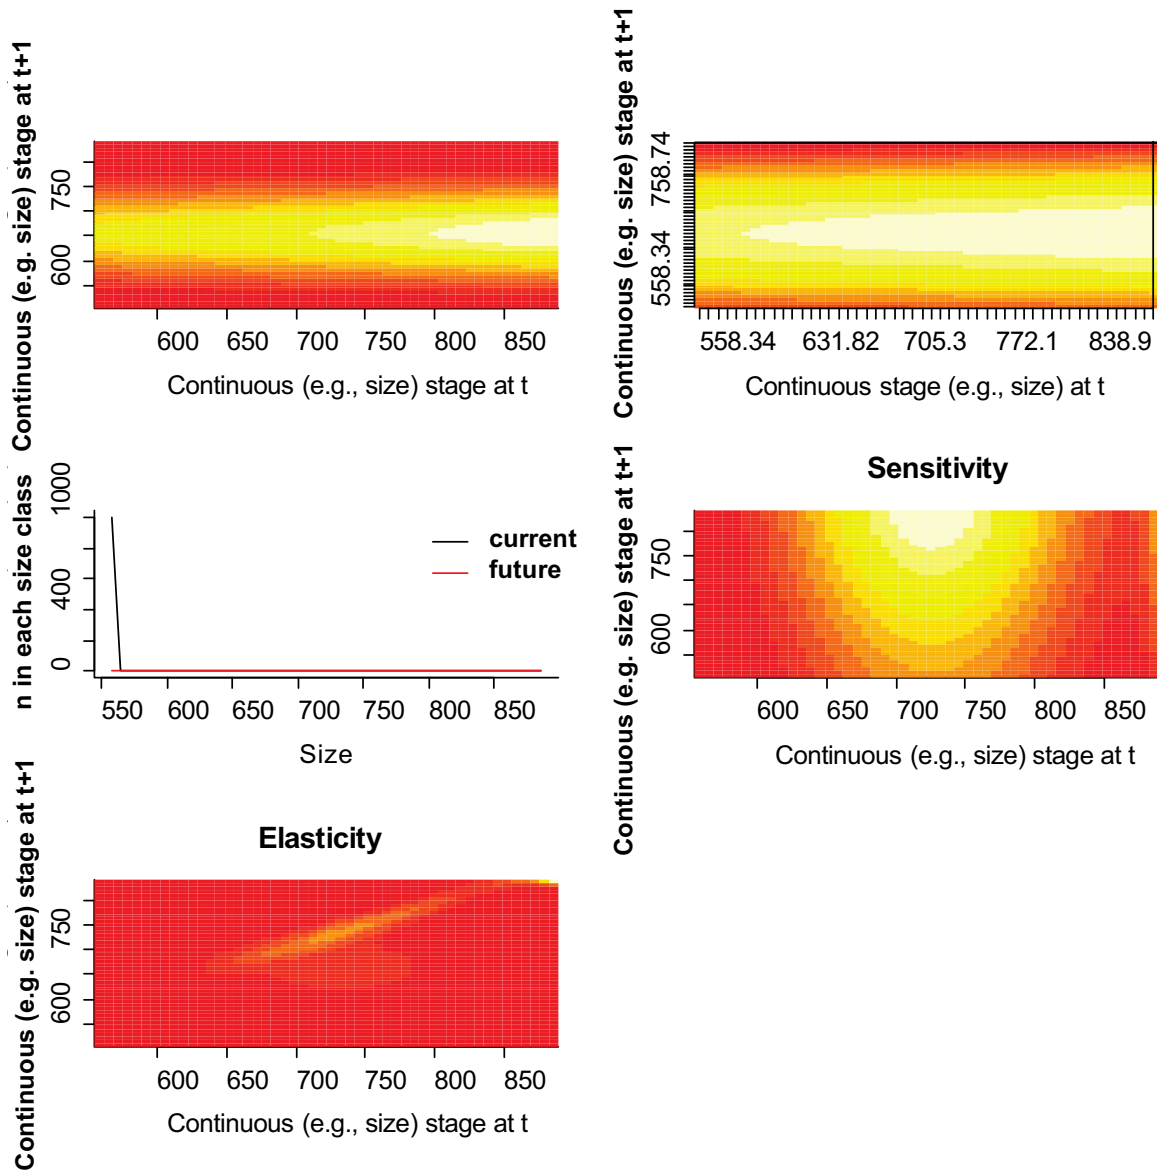 Continuous (e.g. size) stage at t+1
750
600
600 650 700 750 800 850
Continuous (e.g., size) stage at t
Continuous (e.g. size) stage at t+1
758.74
558.34
558.34 631.82 705.3 772.1 838.9
Continuous stage (e.g., size) at t
n in each size class
1000
400
0
current
future
550 600 650 700 750 800 850
Size
Sensitivity
Continuous (e.g. size) stage at t+1
750
600
600 650 700 750 800 850
Continuous (e.g., size) stage at t
Elasticity
Continuous (e.g. size) stage at t+1
750
600
600 650 700 750 800 850
Continuous (e.g., size) stage at t